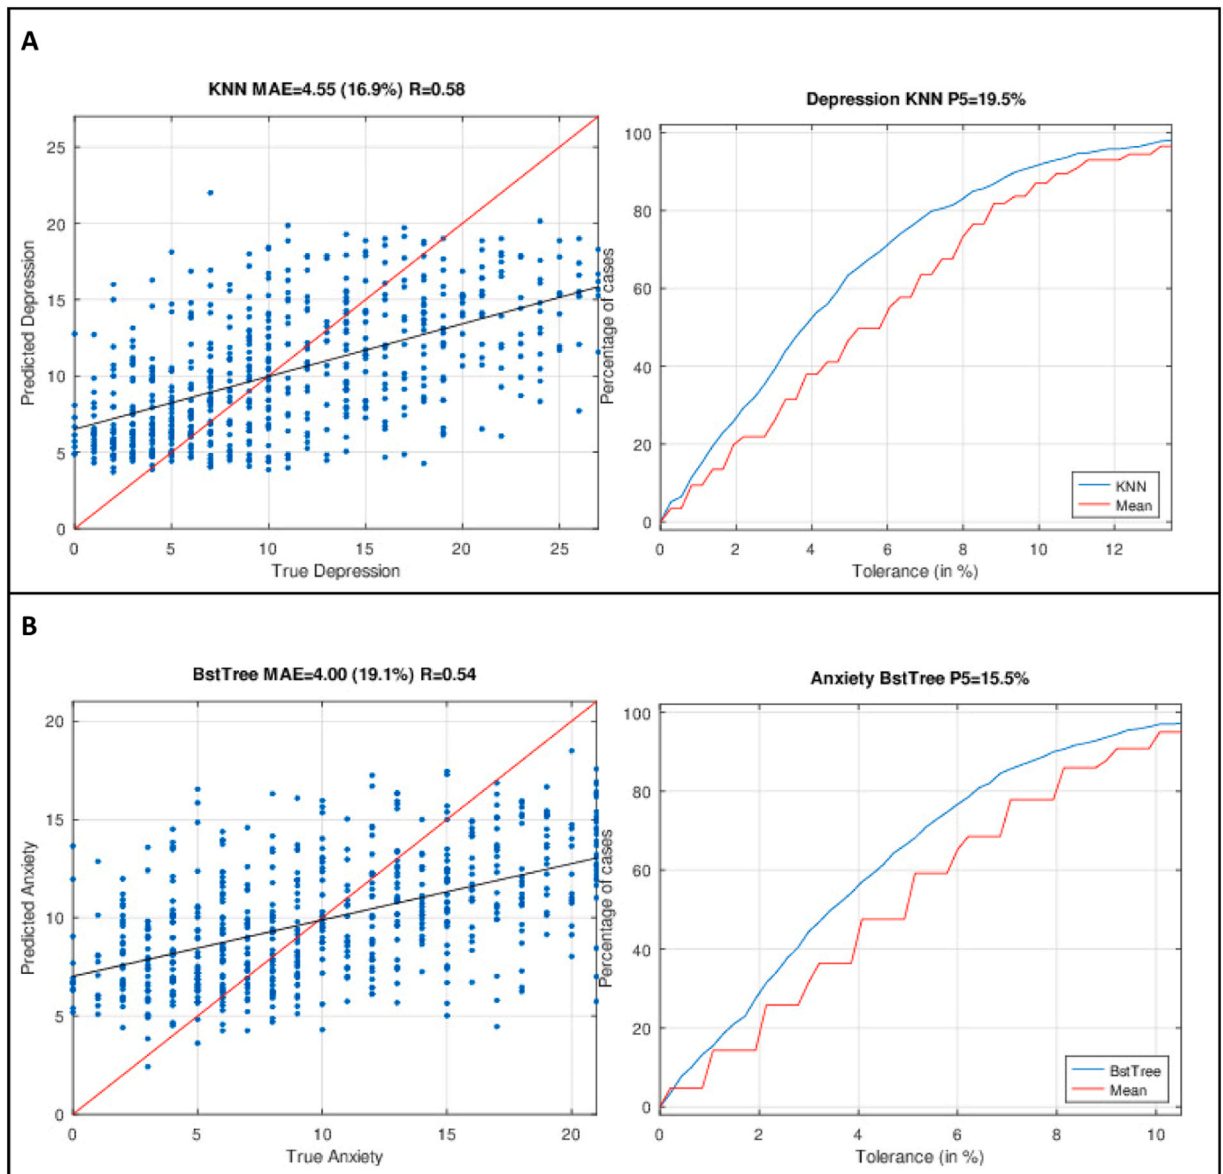 A
KNN MAE=4.55 (16.9%) R=0.58
25
20
15
10
5
0
0 5 10 15 20 25
Predicted Depression
True Depression
Depression KNN P5=19.5%
100
80
60
40
20
0
0 2 4 6 8 10 12
Percentage of cases
Tolerance (in %)
KNN
Mean
B
BstTree MAE=4.00 (19.1%) R=0.54
20
15
10
5
0
0 5 10 15 20
Predicted Anxiety
True Anxiety
Anxiety BstTree P5=15.5%
100
80
60
40
20
0
0 2 4 6 8 10
Percentage of cases
Tolerance (in %)
BstTree
Mean